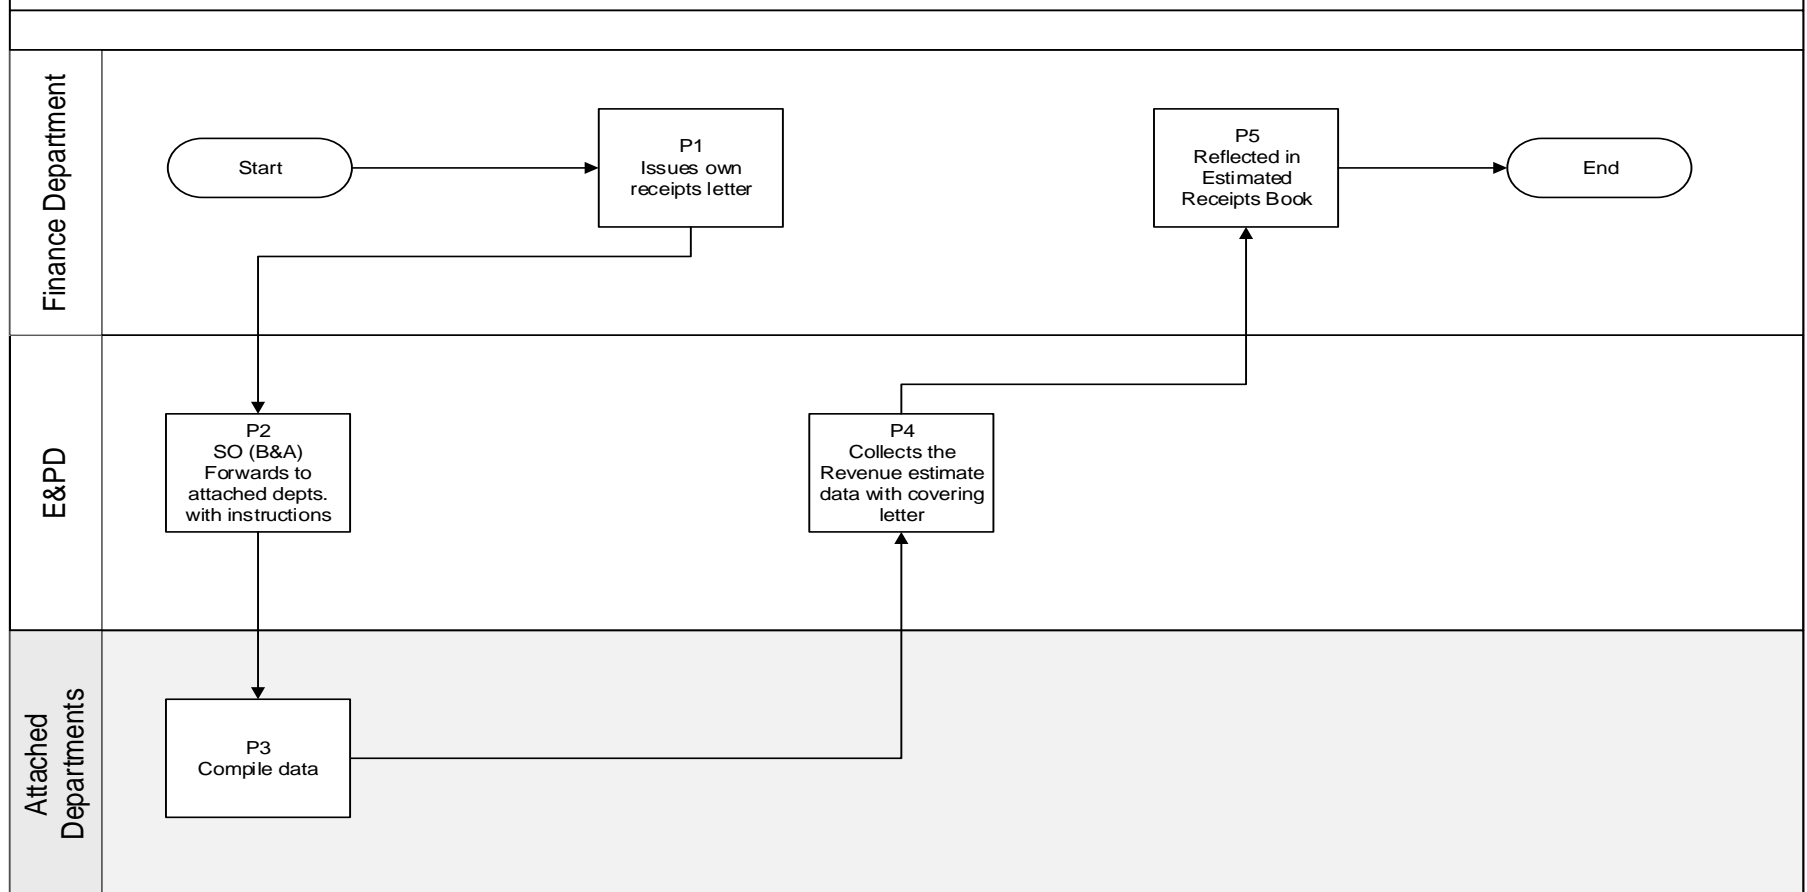 Finance Department
Start
P1
Issues own
receipts letter
P5
Reflected in
Estimated
Receipts Book
End
E&PD
P2
SO (B&A)
Forwards to
attached depts.
with instructions
P4
Collects the
Revenue estimate
data with covering
letter
Attached
Departments
P3
Compile data